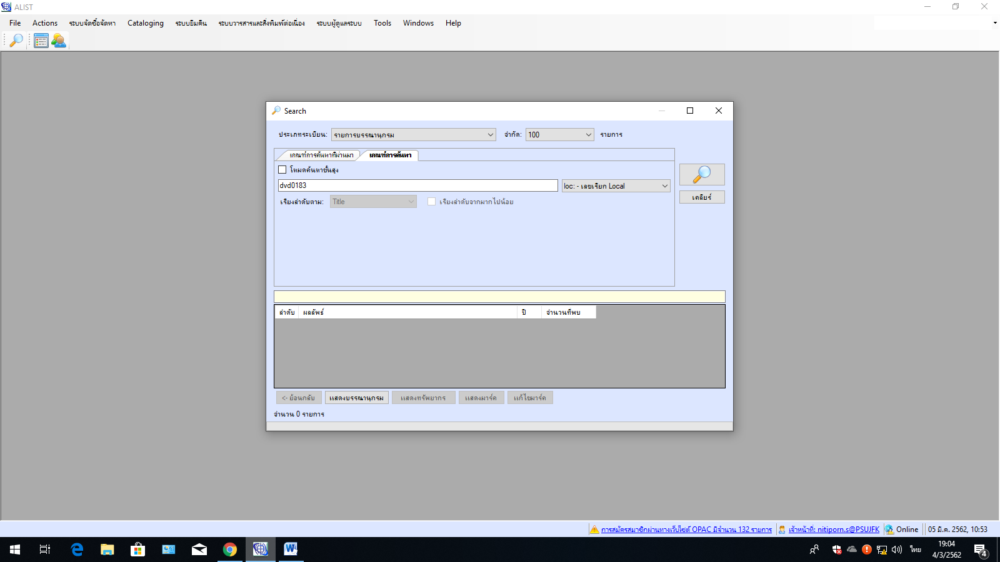 ALIST
File Actions ระบบจัดซื้อจัดหา Cataloging ระบบยืมคืน ระบบวารสารและสิ่งพิมพ์ต่อเนื่อง ระบบผู้ดูแลระบบ Tools Windows Help
Search
ประเภทระเบียน: รายการบรรณานุกรม จำกัด: 100 รายการ
เกณฑ์การค้นหาที่ผ่านมา เกณฑ์การค้นหา
โหมดค้นหาขั้นสูง
dvd0183 loc: - เลขเรียก Local
เคลียร์
เรียงลำดับตาม: Title เรียงลำดับจากมากไปน้อย
ลำดับ ผลลัพธ์ ปี จำนวนที่พบ
<- ย้อนกลับ แสดงบรรณานุกรม แสดงทรัพยากร แสดงมาร์ค แก้ไขมาร์ค
จำนวน 0 รายการ
การสมัครสมาชิกผ่านทางเว็บไซต์ OPAC มีจำนวน 132 รายการ เจ้าหน้าที่: nitiporn.s@PSUJFK Online 05 มี.ค. 2562, 10:53
ไทย 19:04
4/3/2562 4